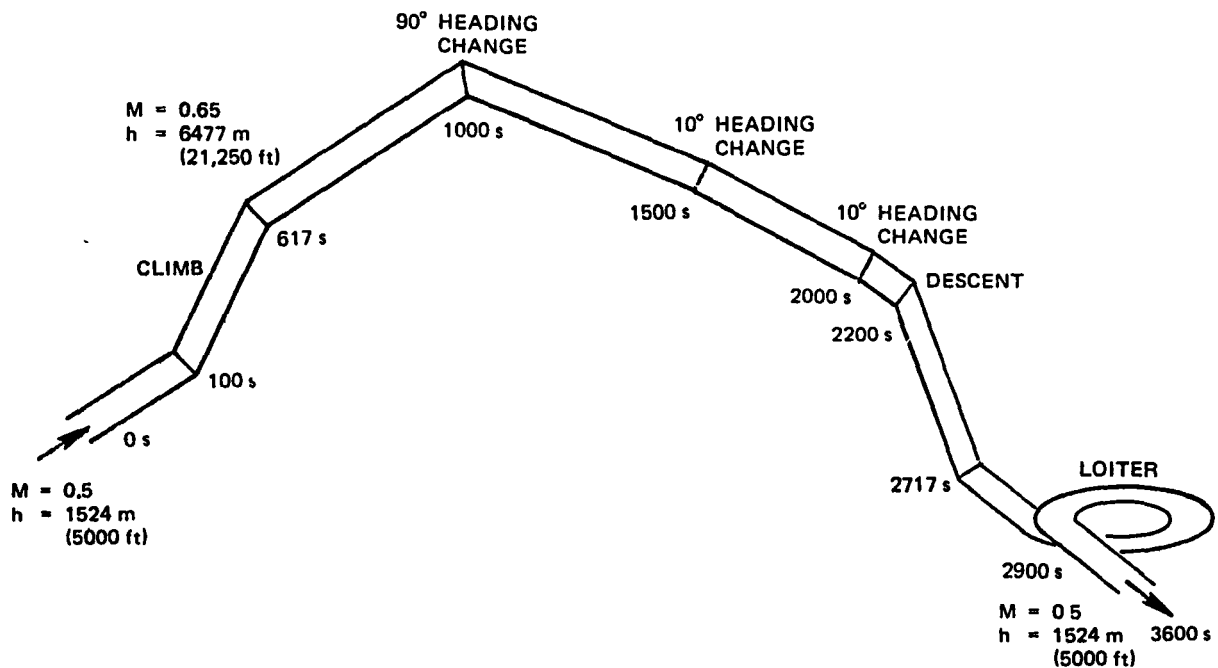 90° HEADING
CHANGE
M = 0.65
h = 6477 m
(21,250 ft)
1000 s
10° HEADING
CHANGE
1500 s
10° HEADING
CHANGE
617 s
CLIMB
2000 s
DESCENT
2200 s
100 s
0 s
M = 0.5
h = 1524 m
(5000 ft)
2717 s
LOITER
2900 s
M = 0 5
h = 1524 m
(5000 ft)
3600 s